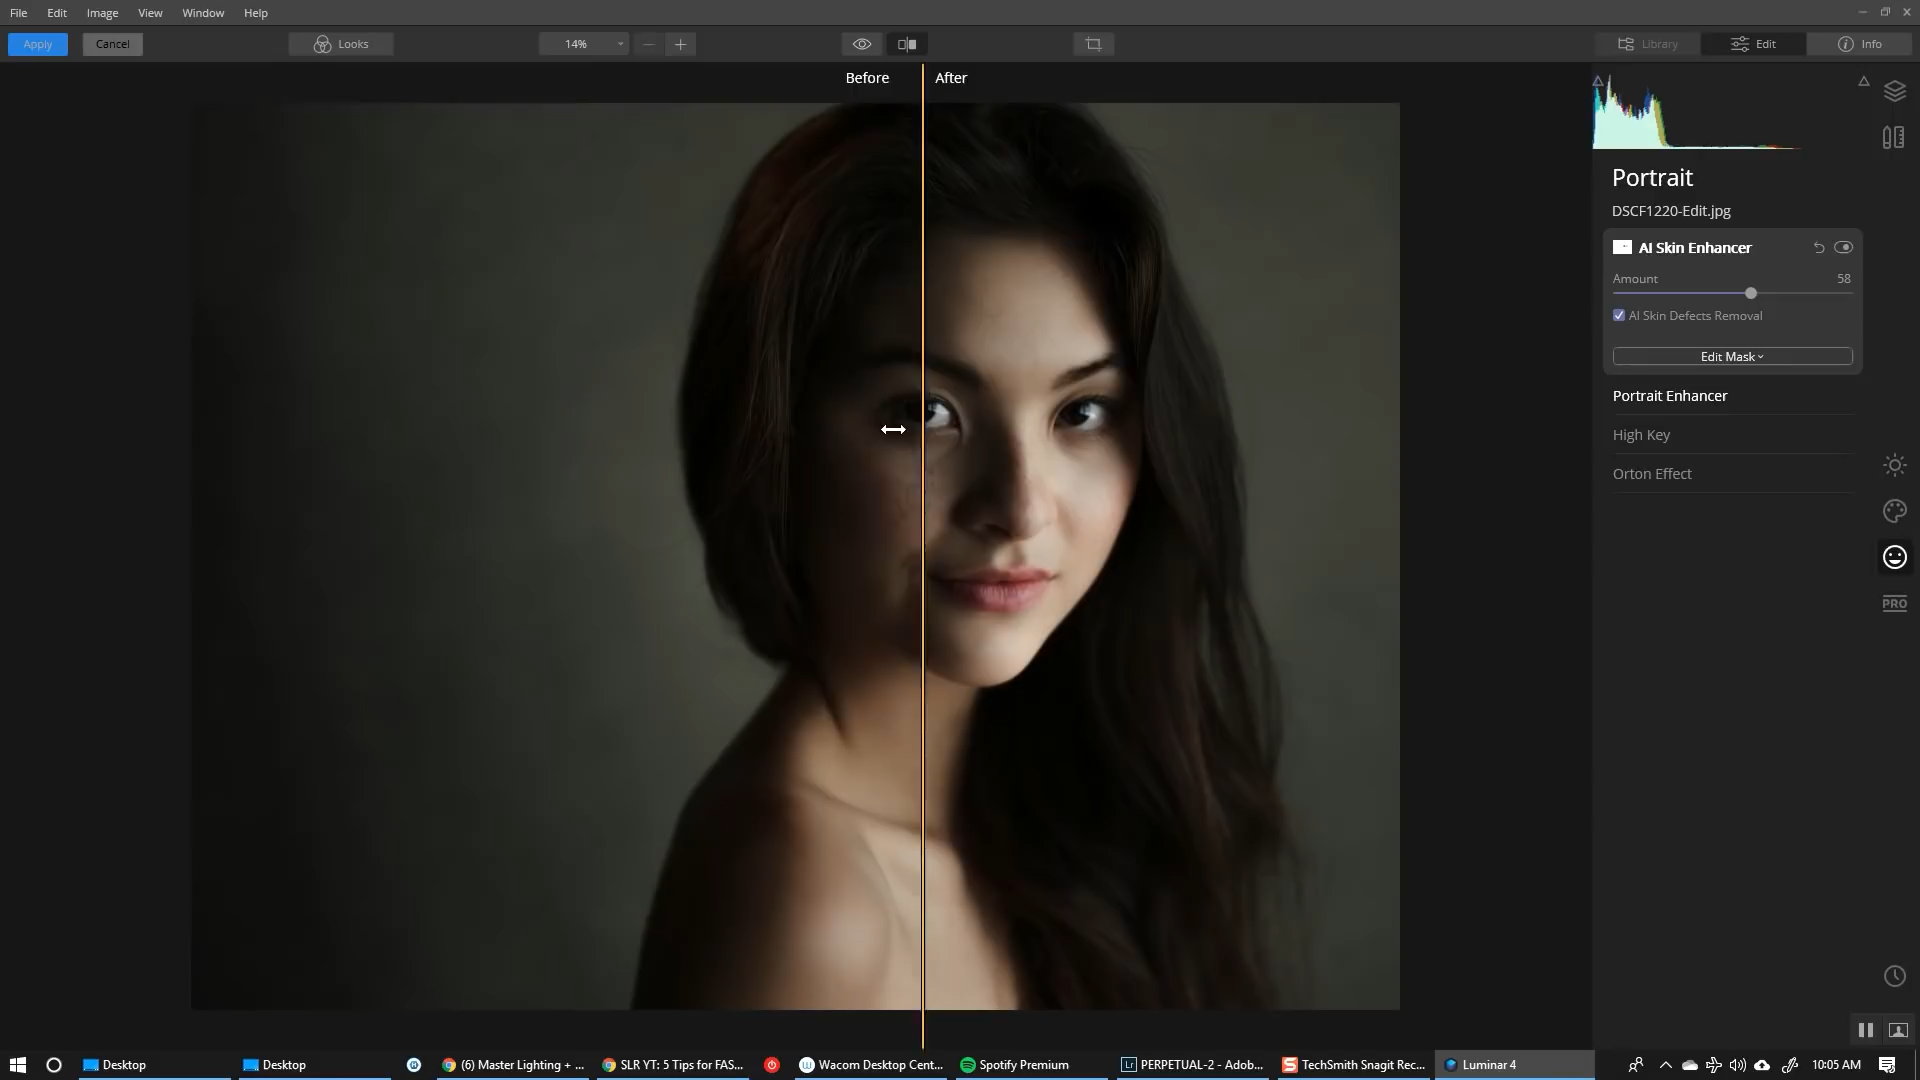 File Edit Image View Window Help
Apply Cancel Looks 14% Library Edit Info
Before After
Portrait
DSCF1220-Edit.jpg
AI Skin Enhancer
Amount 58
AI Skin Defects Removal
Edit Mask
Portrait Enhancer
High Key
Orton Effect
PRO
Desktop Desktop (6) Master Lighting + ... SLR YT: 5 Tips for FAS... Wacom Desktop Cent... Spotify Premium Lr PERPETUAL-2 - Adob... S TechSmith Snagit Rec... Luminar 4 10:05 AM